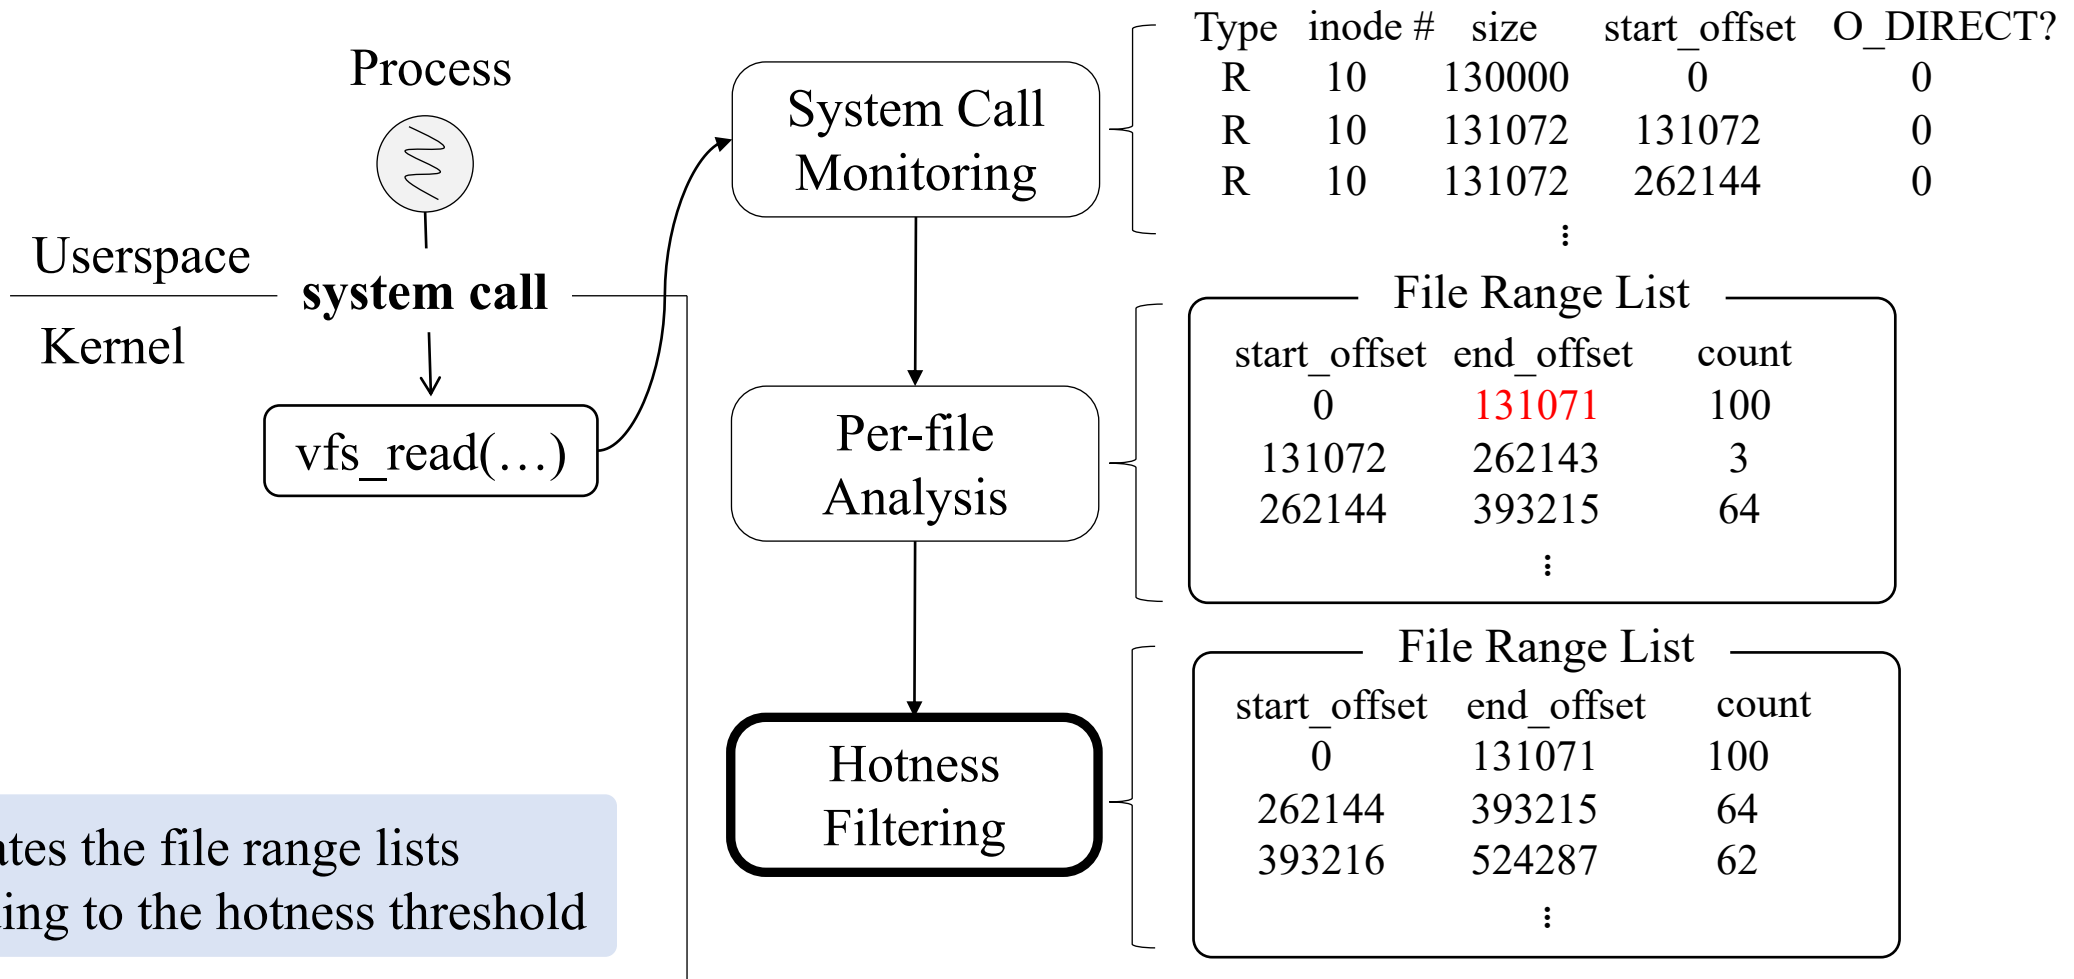 Process
Userspace
system call
Kernel
vfs_read(…)
System Call
Monitoring
Type inode # size start_offset O_DIRECT?
R 10 130000 0 0
R 10 131072 131072 0
R 10 131072 262144 0
⋮
Per-file
Analysis
File Range List
start_offset end_offset count
0 131071 100
131072 262143 3
262144 393215 64
⋮
Hotness
Filtering
File Range List
start_offset end_offset count
0 131071 100
262144 393215 64
393216 524287 62
⋮
the file range lists
to the hotness threshold